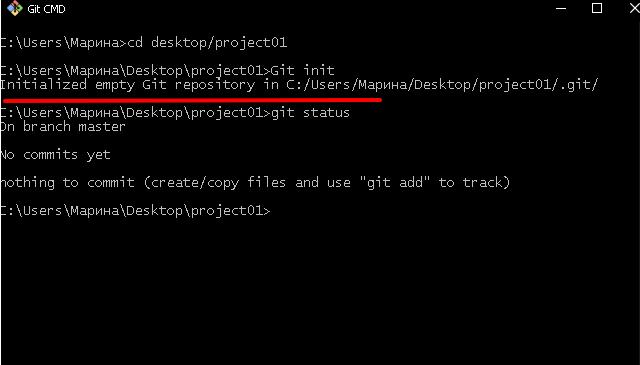 Git CMD
C:\Users\Марина>cd desktop/project01
C:\Users\Марина\Desktop\project01>Git init
Initialized empty Git repository in C:/Users/Марина/Desktop/project01/.git/
C:\Users\Марина\Desktop\project01>git status
On branch master
No commits yet
nothing to commit (create/copy files and use "git add" to track)
C:\Users\Марина\Desktop\project01>